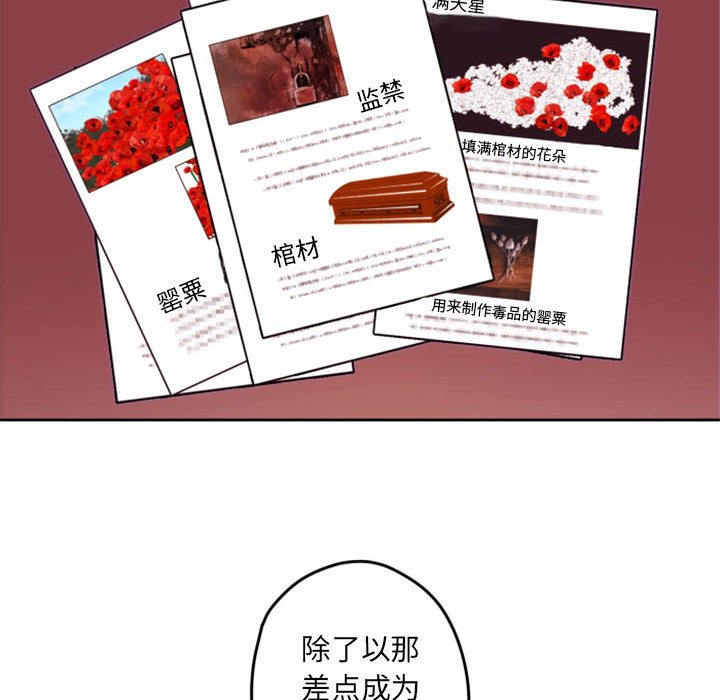 满天星
监禁
填满棺材的花朵
棺材
罂粟
用来制作毒品的罂粟
除了以那
差点成为